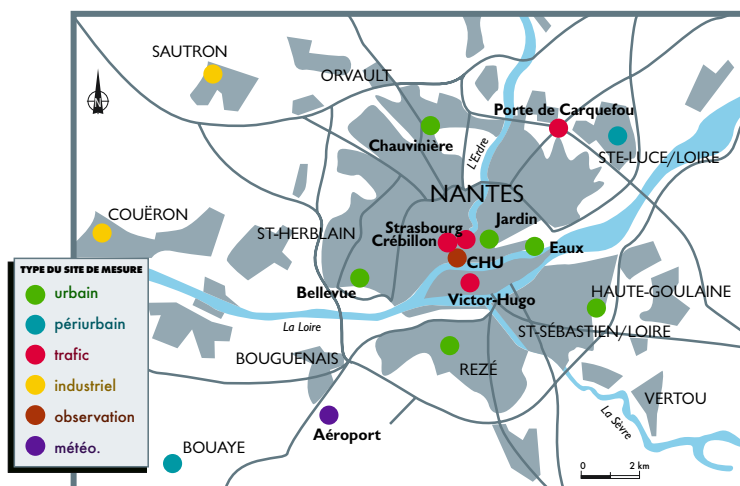 SAUTRON
ORVAULT
Porte de Carquefou
Chauvinière
L'Erdre
STE-LUCE/LOIRE
NANTES
COUËRON
ST-HERBLAIN
Strasbourg
Jardin
Crébillon
Eaux
CHU
TYPE DU SITE DE MESURE
urbain
périurbain
trafic
industriel
observation
météo.
Bellevue
Victor-Hugo
HAUTE-GOULAINE
La Loire
ST-SÉBASTIEN/LOIRE
BOUGUENAIS
REZÉ
VERTOU
La Sèvre
Aéroport
BOUAYE
N
0 2 km